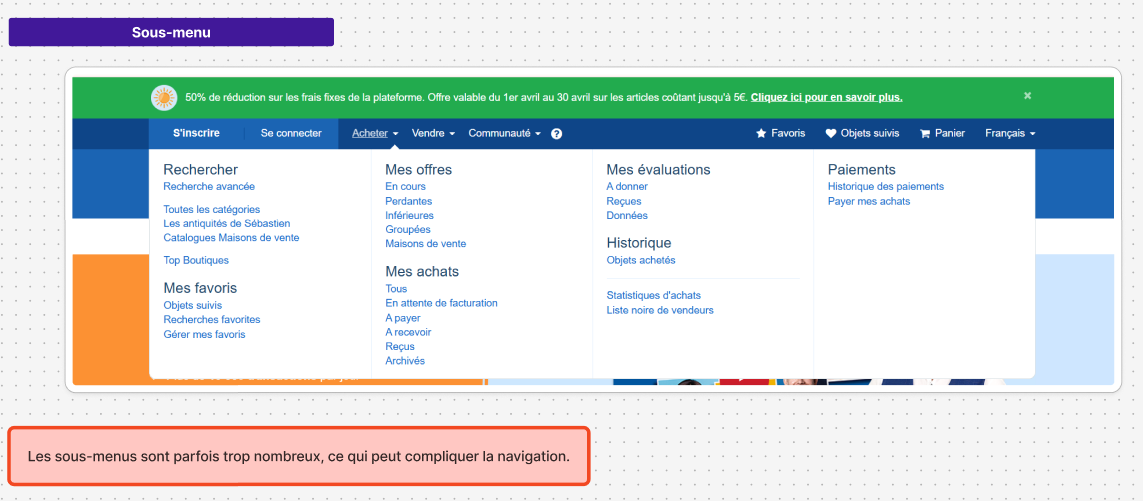 Sous-menu
50% de réduction sur les frais fixes de la plateforme. Offre valable du 1er avril au 30 avril sur les articles coûtant jusqu'à 5€. Cliquez ici pour en savoir plus.
S'inscrire Se connecter Acheter Vendre Communauté ? Favoris Objets suivis Panier Français
Rechercher
Recherche avancée
Toutes les catégories
Les antiquités de Sébastien
Catalogues Maisons de vente
Top Boutiques
Mes favoris
Objets suivis
Recherches favorites
Gérer mes favoris
Mes offres
En cours
Perdantes
Inférieures
Groupées
Maisons de vente
Mes achats
Tous
En attente de facturation
A payer
A recevoir
Reçus
Archivés
Mes évaluations
A donner
Reçues
Données
Historique
Objets achetés
Statistiques d'achats
Liste noire de vendeurs
Paiements
Historique des paiements
Payer mes achats
Les sous-menus sont parfois trop nombreux, ce qui peut compliquer la navigation.